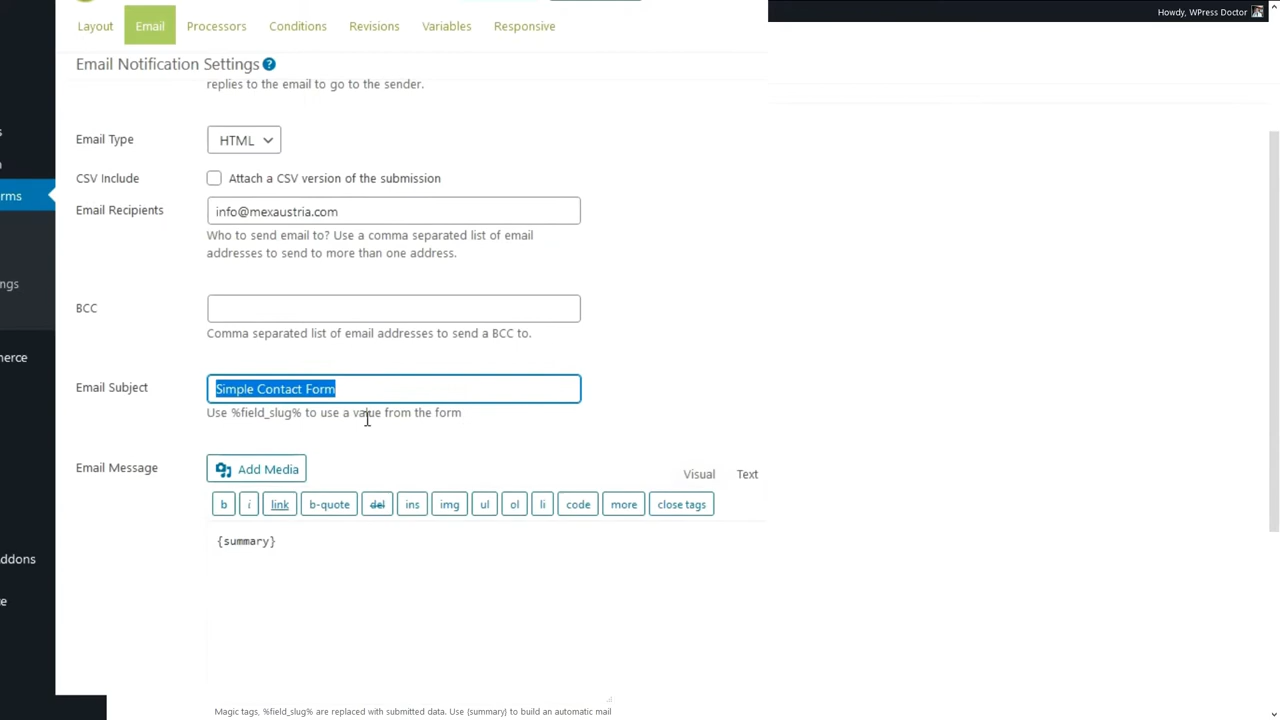 Howdy, WPress Doctor
Layout
Email
Processors
Conditions
Revisions
Variables
Responsive
Email Notification Settings ?
replies to the email to go to the sender.
Email Type
HTML
CSV Include
Attach a CSV version of the submission
rms
Email Recipients
info@mexaustria.com
Who to send email to? Use a comma separated list of email
addresses to send to more than one address.
ngs
BCC
Comma separated list of email addresses to send a BCC to.
merce
Email Subject
Simple Contact Form
Use %field_slug% to use a value from the form
Email Message
Add Media
Visual
Text
b
i
link
b-quote
del
ins
img
ul
ol
li
code
more
close tags
{summary}
ddons
te
Magic tags, %field_slug% are replaced with submitted data. Use {summary} to build an automatic mail